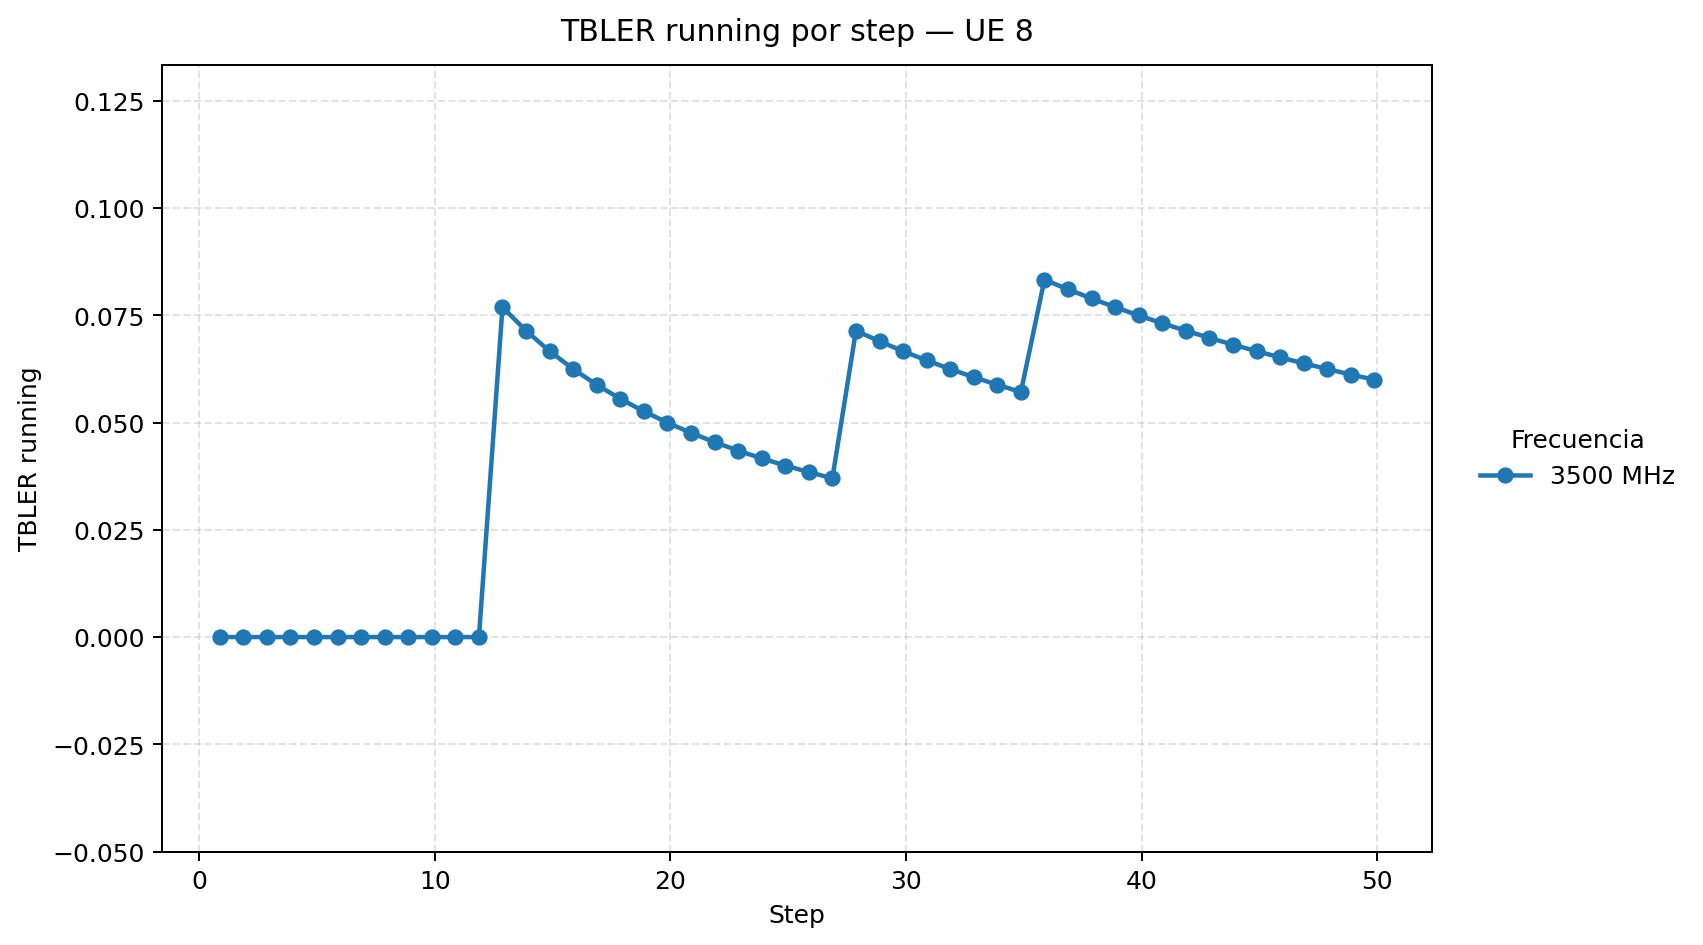 TBLER running por step — UE 8
0.125
0.100
0.075
0.050
0.025
0.000
−0.025
−0.050
TBLER running
0 10 20 30 40 50
Step
Frecuencia
3500 MHz